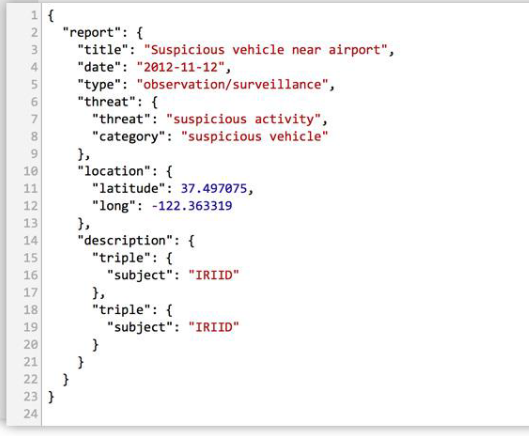 1 {
2 "report": {
3 "title": "Suspicious vehicle near airport",
4 "date": "2012-11-12",
5 "type": "observation/surveillance",
6 "threat": {
7 "threat": "suspicious activity",
8 "category": "suspicious vehicle"
9 },
10 "location": {
11 "latitude": 37.497075,
12 "long": -122.363319
13 },
14 "description": {
15 "triple": {
16 "subject": "IRIID"
17 },
18 "triple": {
19 "subject": "IRIID"
20 }
21 }
22 }
23 }
24